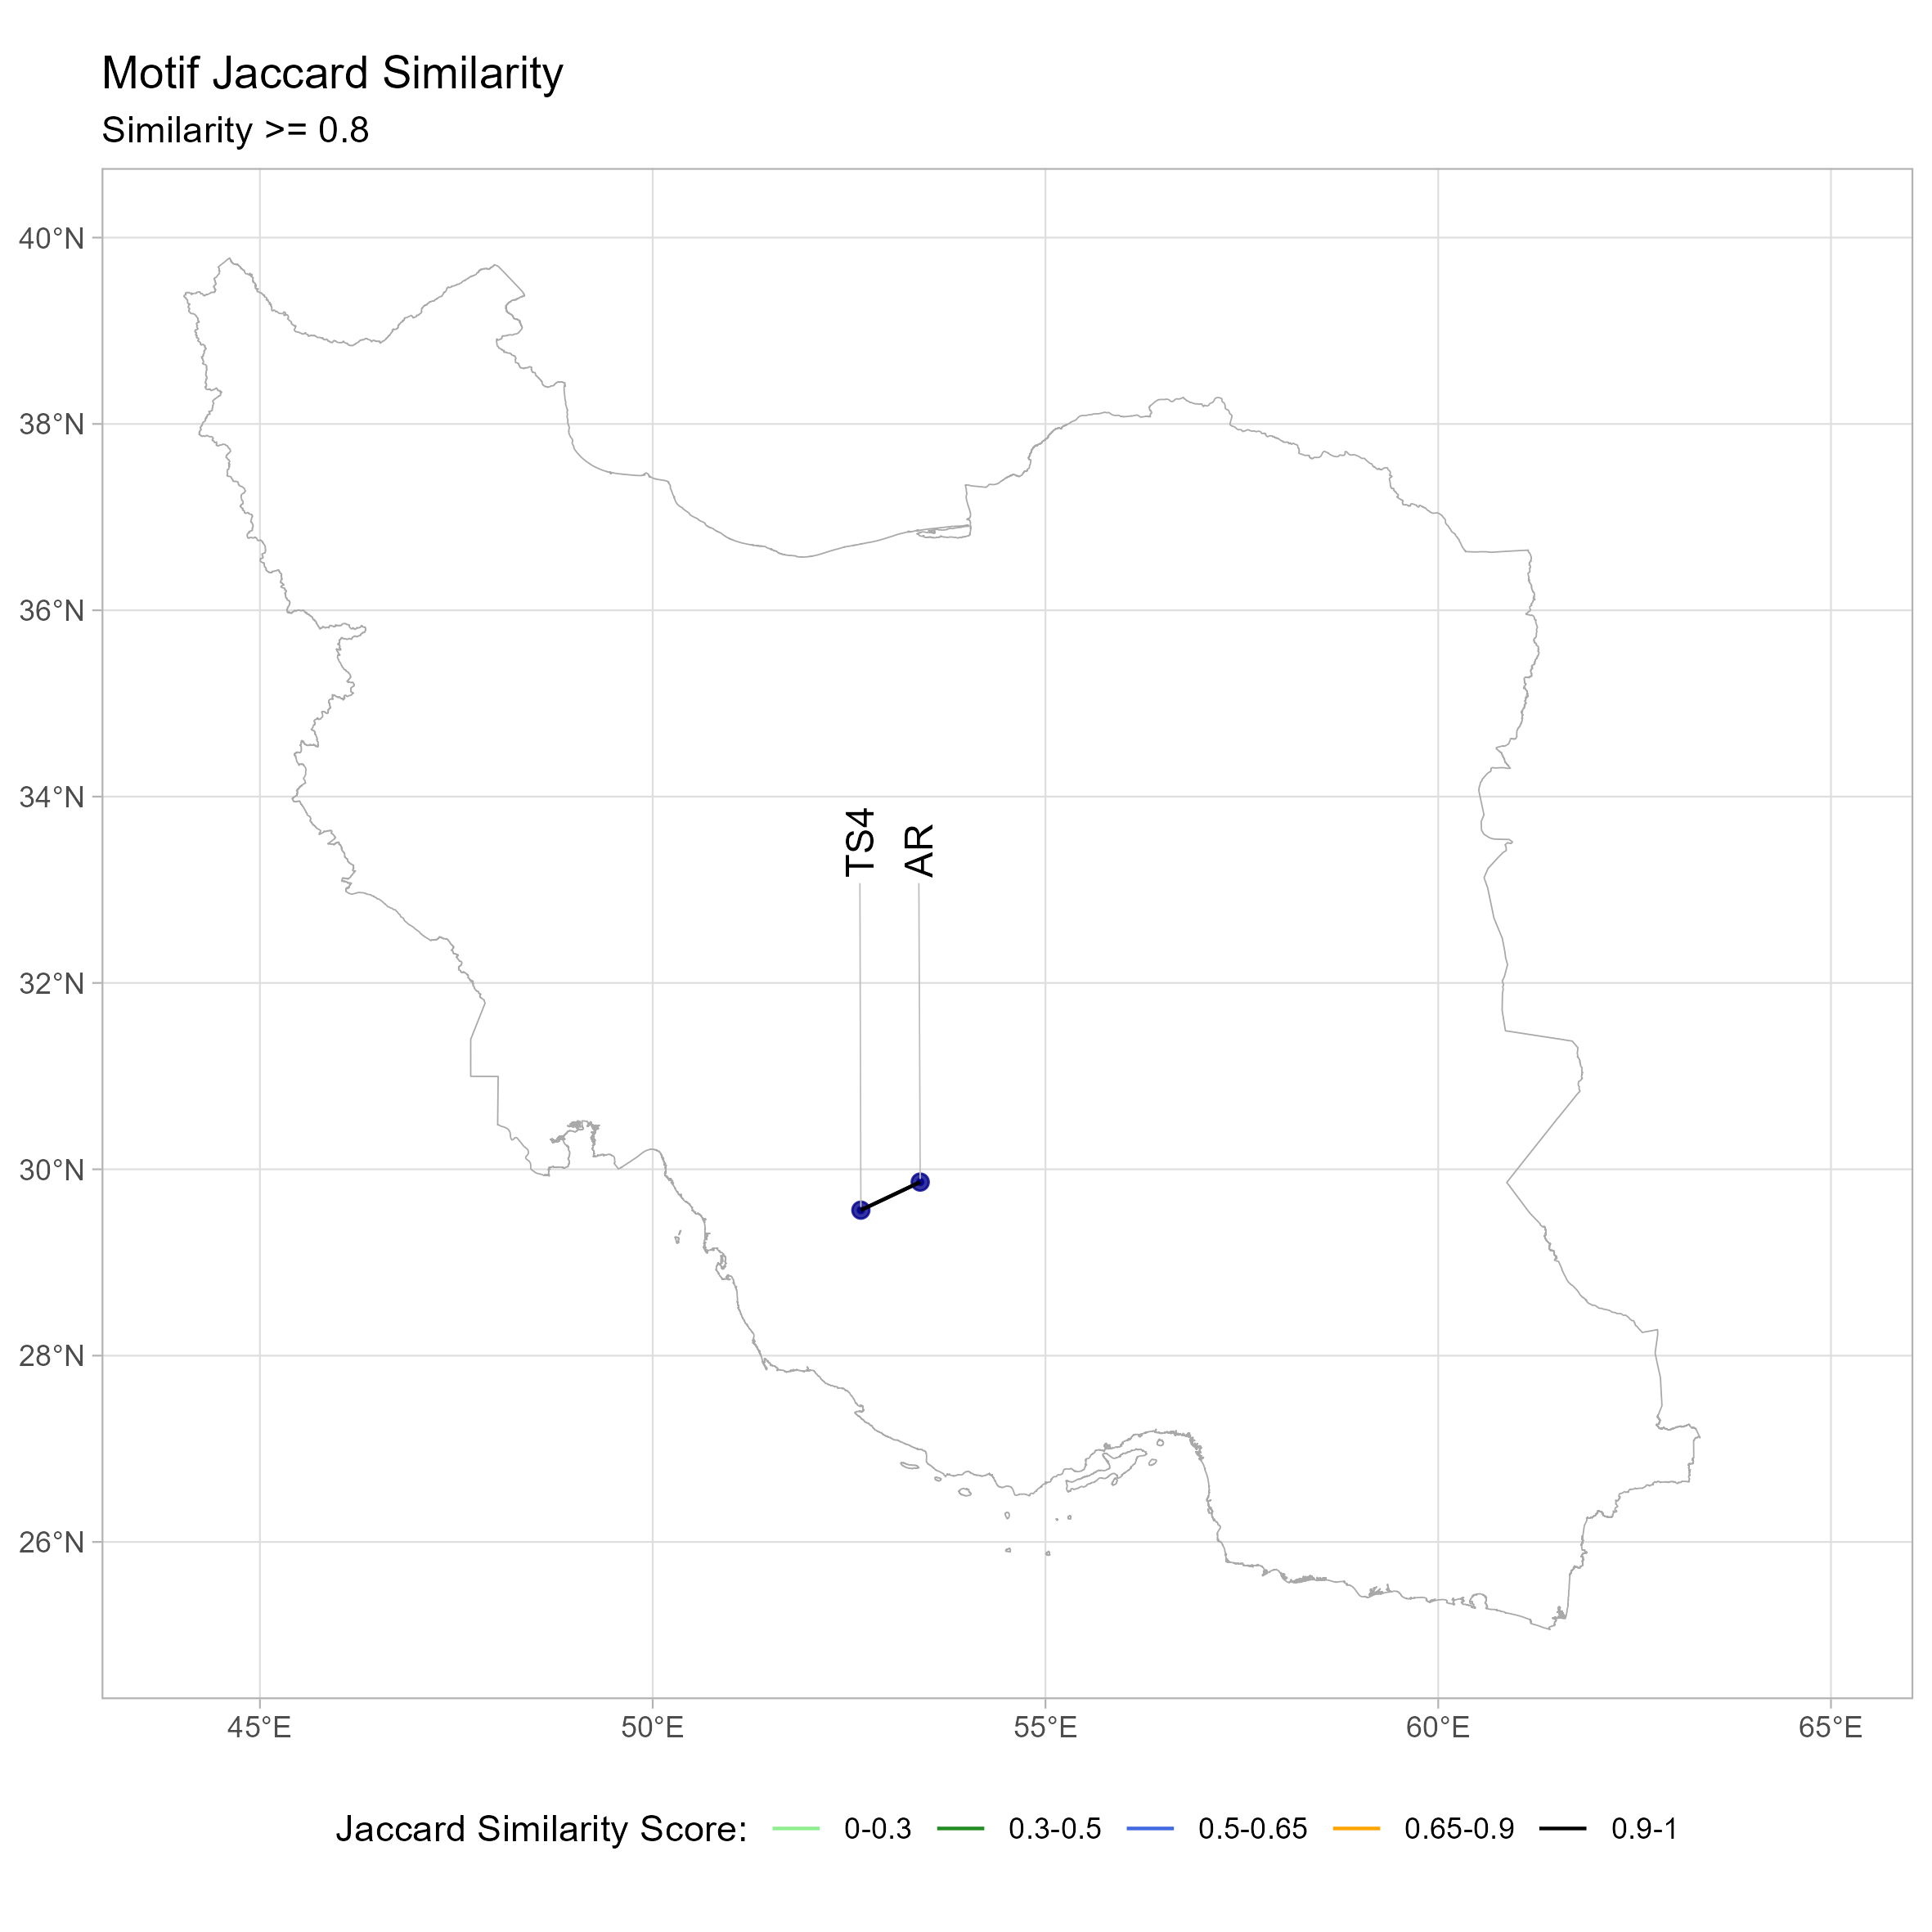 Motif Jaccard Similarity
Similarity >= 0.8
40°N
38°N
36°N
34°N
32°N
30°N
28°N
26°N
TS4
AR
45°E 50°E 55°E 60°E 65°E
Jaccard Similarity Score: 0-0.3 0.3-0.5 0.5-0.65 0.65-0.9 0.9-1